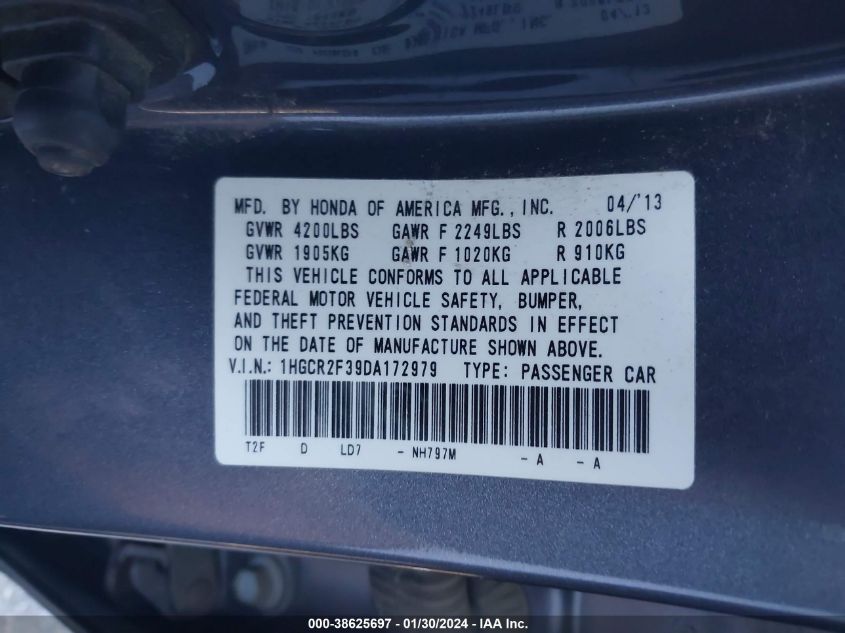 MFD. BY HONDA OF AMERICA MFG., INC. 04/'13
GVWR 4200LBS GAWR F 2249LBS R 2006LBS
GVWR 1905KG GAWR F 1020KG R 910KG
THIS VEHICLE CONFORMS TO ALL APPLICABLE
FEDERAL MOTOR VEHICLE SAFETY, BUMPER,
AND THEFT PREVENTION STANDARDS IN EFFECT
ON THE DATE OF MANUFACTURE SHOWN ABOVE.
V.I.N.: 1HGCR2F39DA172979 TYPE: PASSENGER CAR
T2F D LD7 - NH797M - A - A
000-38625697 - 01/30/2024 - IAA Inc.